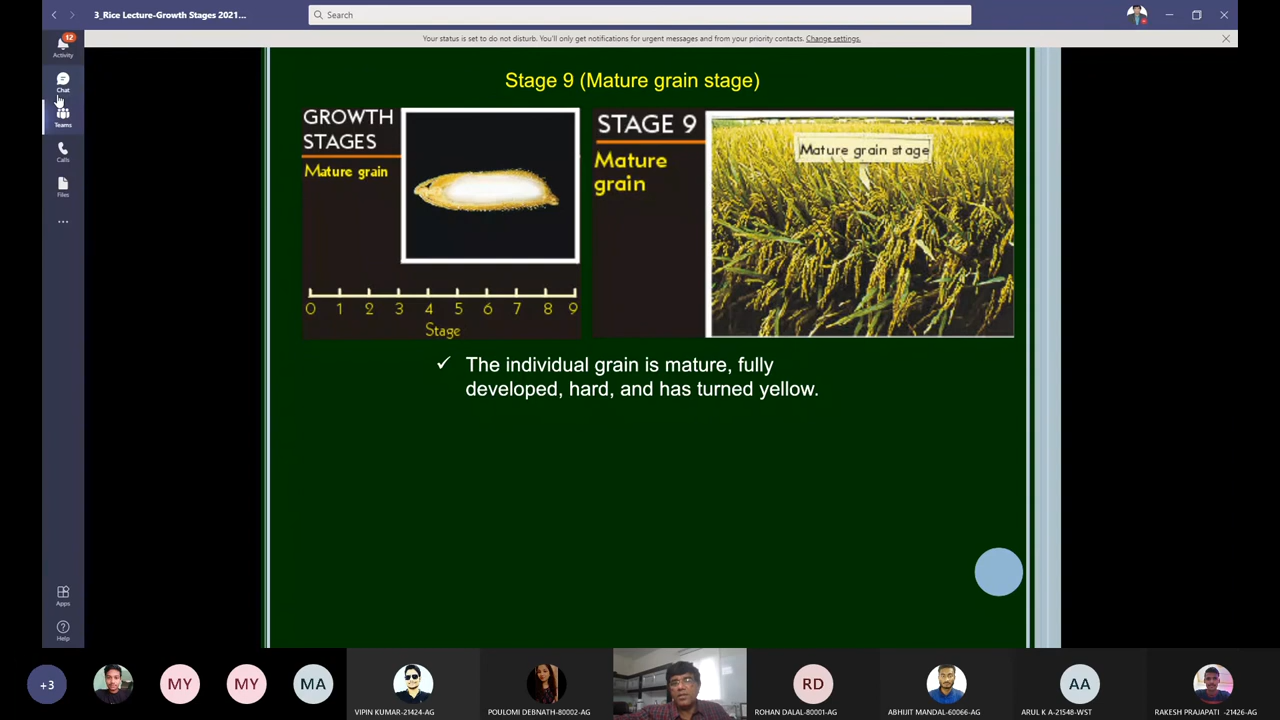 3_Rice Lecture-Growth Stages 2021...
Search
12
Activity
Your status is set to do not disturb. You'll only get notifications for urgent messages and from your priority contacts. Change settings.
Chat
Teams
Calls
Files
Apps
Help
Stage 9 (Mature grain stage)
GROWTH
STAGES
Mature grain
0 1 2 3 4 5 6 7 8 9
Stage
STAGE 9
Mature
grain
Mature grain stage
✓ The individual grain is mature, fully
developed, hard, and has turned yellow.
+3
MY
MY
MA
VIPIN KUMAR-21424-AG
POULOMI DEBNATH-80002-AG
RD
ROHAN DALAL-80001-AG
ABHIJIT MANDAL-60066-AG
AA
ARUL K A-21548-WST
RAKESH PRAJAPATI -21426-AG